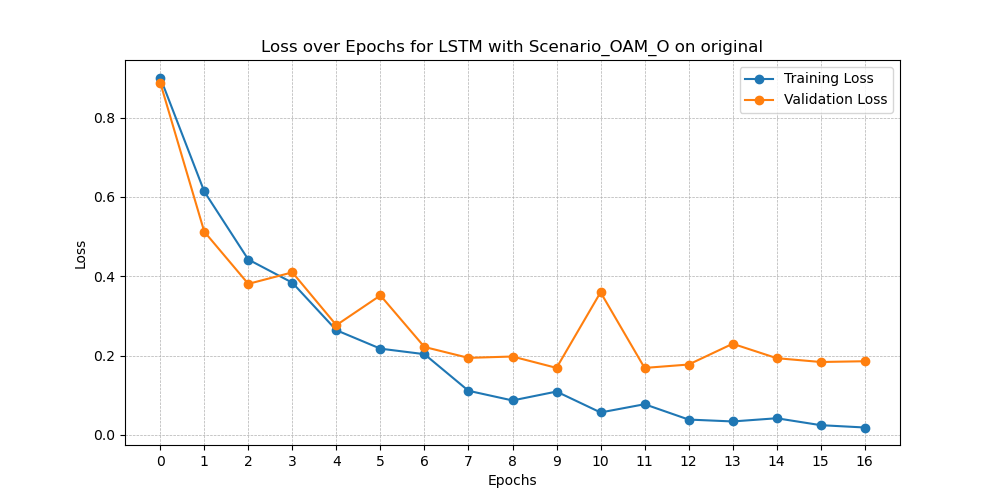 Loss over Epochs for LSTM with Scenario_OAM_O on original
Training Loss
Validation Loss
Loss
0.8
0.6
0.4
0.2
0.0
0 1 2 3 4 5 6 7 8 9 10 11 12 13 14 15 16
Epochs